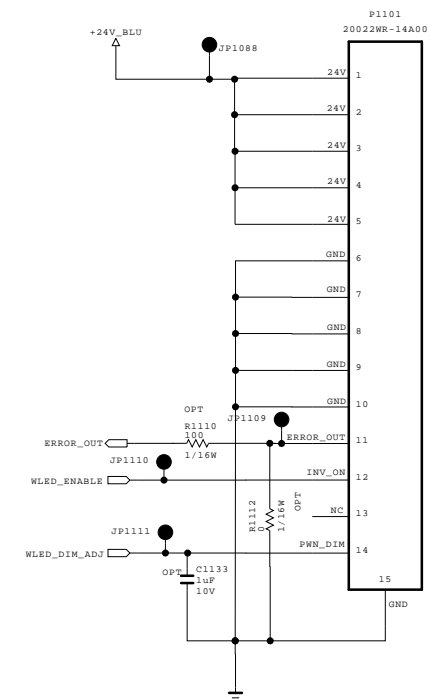 P1101
20022WR-14A00
+24V_BLU
JP1088
24V 1
24V 2
24V 3
24V 4
24V 5
GND 6
GND 7
GND 8
GND 9
GND 10
OPT
JP1109
R1110
100
1/16W
ERROR_OUT
ERROR_OUT 11
JP1110
WLED_ENABLE
INV_ON 12
R1112
0
1/16W
OPT
NC 13
JP1111
WLED_DIM_ADJ
PWN_DIM 14
OPT
C1133
1uF
10V
15
GND